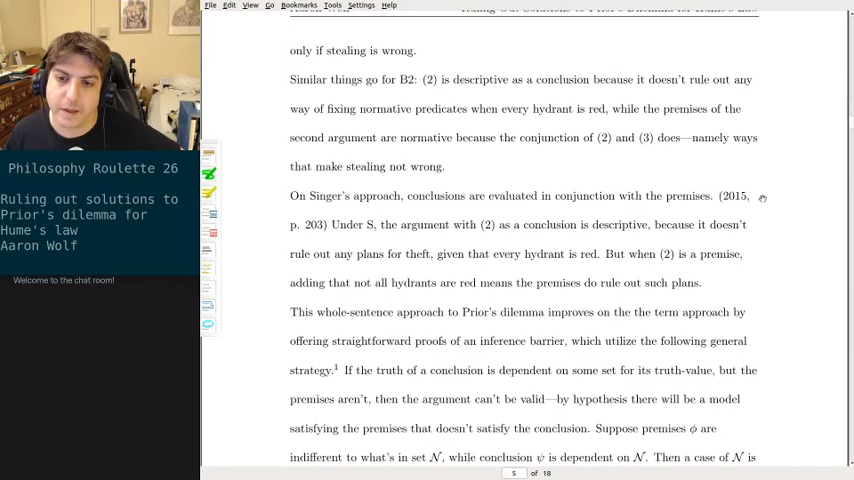 File Edit View Go Bookmarks Tools Settings Help
only if stealing is wrong.
Similar things go for B2: (2) is descriptive as a conclusion because it doesn't rule out any
way of fixing normative predicates when every hydrant is red, while the premises of the
second argument are normative because the conjunction of (2) and (3) does—namely ways
that make stealing not wrong.
On Singer's approach, conclusions are evaluated in conjunction with the premises. (2015,
p. 203) Under S, the argument with (2) as a conclusion is descriptive, because it doesn't
rule out any plans for theft, given that every hydrant is red. But when (2) is a premise,
adding that not all hydrants are red means the premises do rule out such plans.
This whole-sentence approach to Prior's dilemma improves on the the term approach by
offering straightforward proofs of an inference barrier, which utilize the following general
strategy.1 If the truth of a conclusion is dependent on some set for its truth-value, but the
premises aren't, then the argument can't be valid—by hypothesis there will be a model
satisfying the premises that doesn't satisfy the conclusion. Suppose premises ϕ are
indifferent to what's in set N, while conclusion ψ is dependent on N. Then a case of N is
5 of 18
Philosophy Roulette 26
Ruling out solutions to
Prior's dilemma for
Hume's law
Aaron Wolf
Welcome to the chat room!